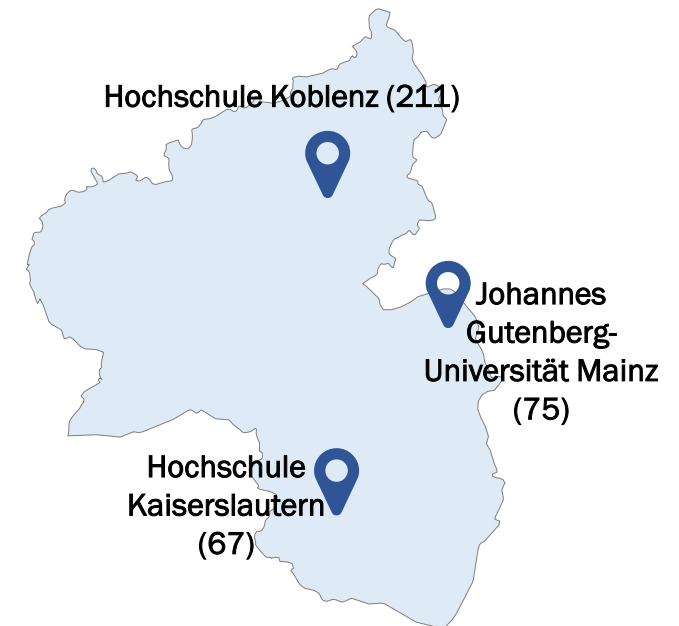 Hochschule Koblenz (211)
Johannes
Gutenberg-
Universität Mainz
(75)
Hochschule
Kaiserslautern
(67)